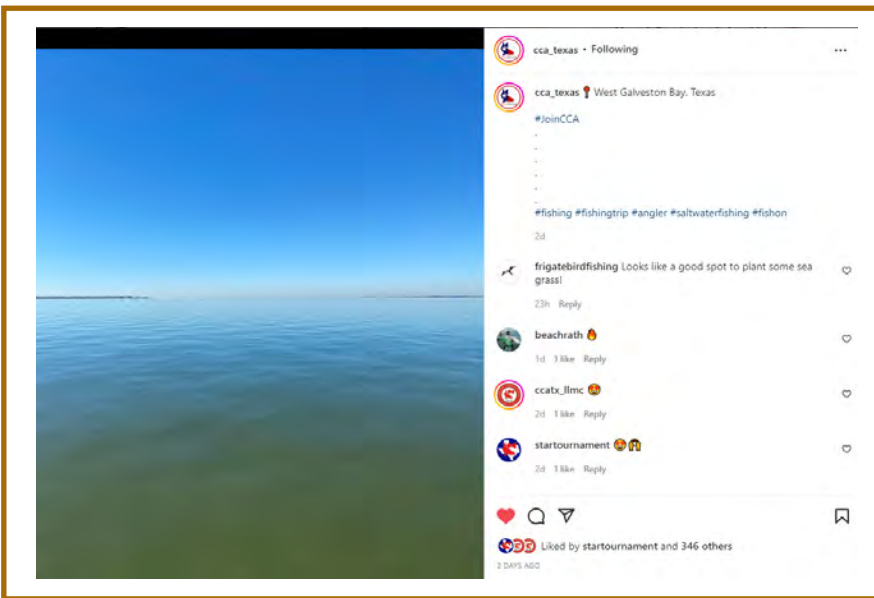 cca_texas • Following
cca_texas 📍 West Galveston Bay, Texas
#JoinCCA
.
.
.
.
.
.
#fishing #fishingtrip #angler #saltwaterfishing #fishon
2d
frigatebirdfishing Looks like a good spot to plant some sea
grass!
23h Reply
beachrath 🔥
1d 1 like Reply
ccatx_llmc 🤩
2d 1 like Reply
startournament 🤩🙌
2d 1 like Reply
Liked by startournament and 346 others
2 DAYS AGO